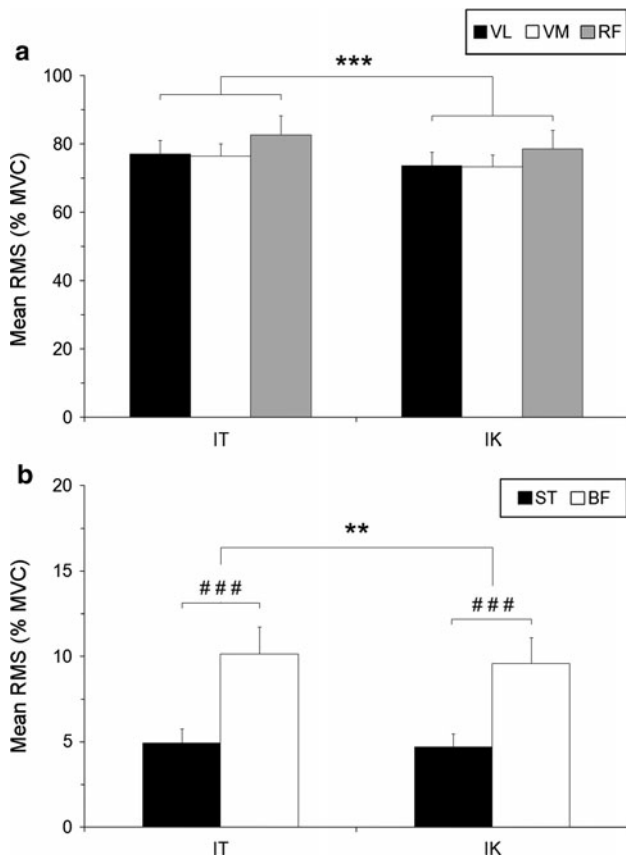 VL VM RF
a
***
100
80
60
40
20
0
Mean RMS (% MVC)
IT IK
b
ST BF
**
### ###
20
15
10
5
0
Mean RMS (% MVC)
IT IK